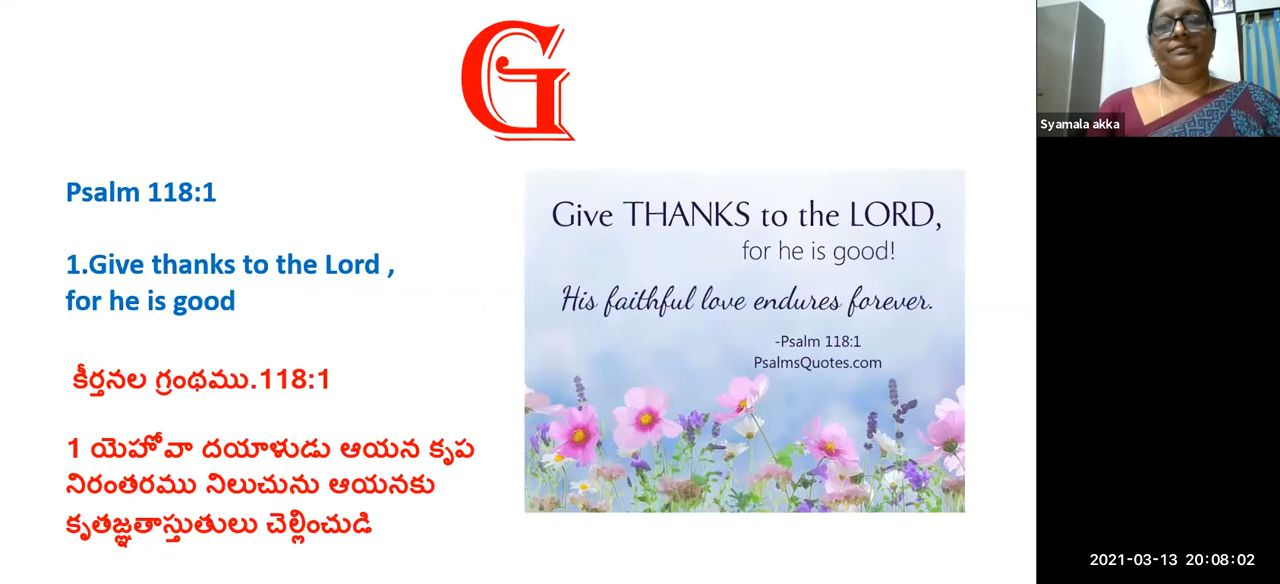 G
Psalm 118:1
1.Give thanks to the Lord ,
for he is good
కీర్తనల గ్రంథము.118:1
1 యెహోవా దయాళుడు ఆయన కృప
నిరంతరము నిలుచును ఆయనకు
కృతజ్ఞతాస్తుతులు చెల్లించుడి
Give THANKS to the LORD,
for he is good!
His faithful love endures forever.
-Psalm 118:1
PsalmsQuotes.com
Syamala akka
2021-03-13 20:08:02